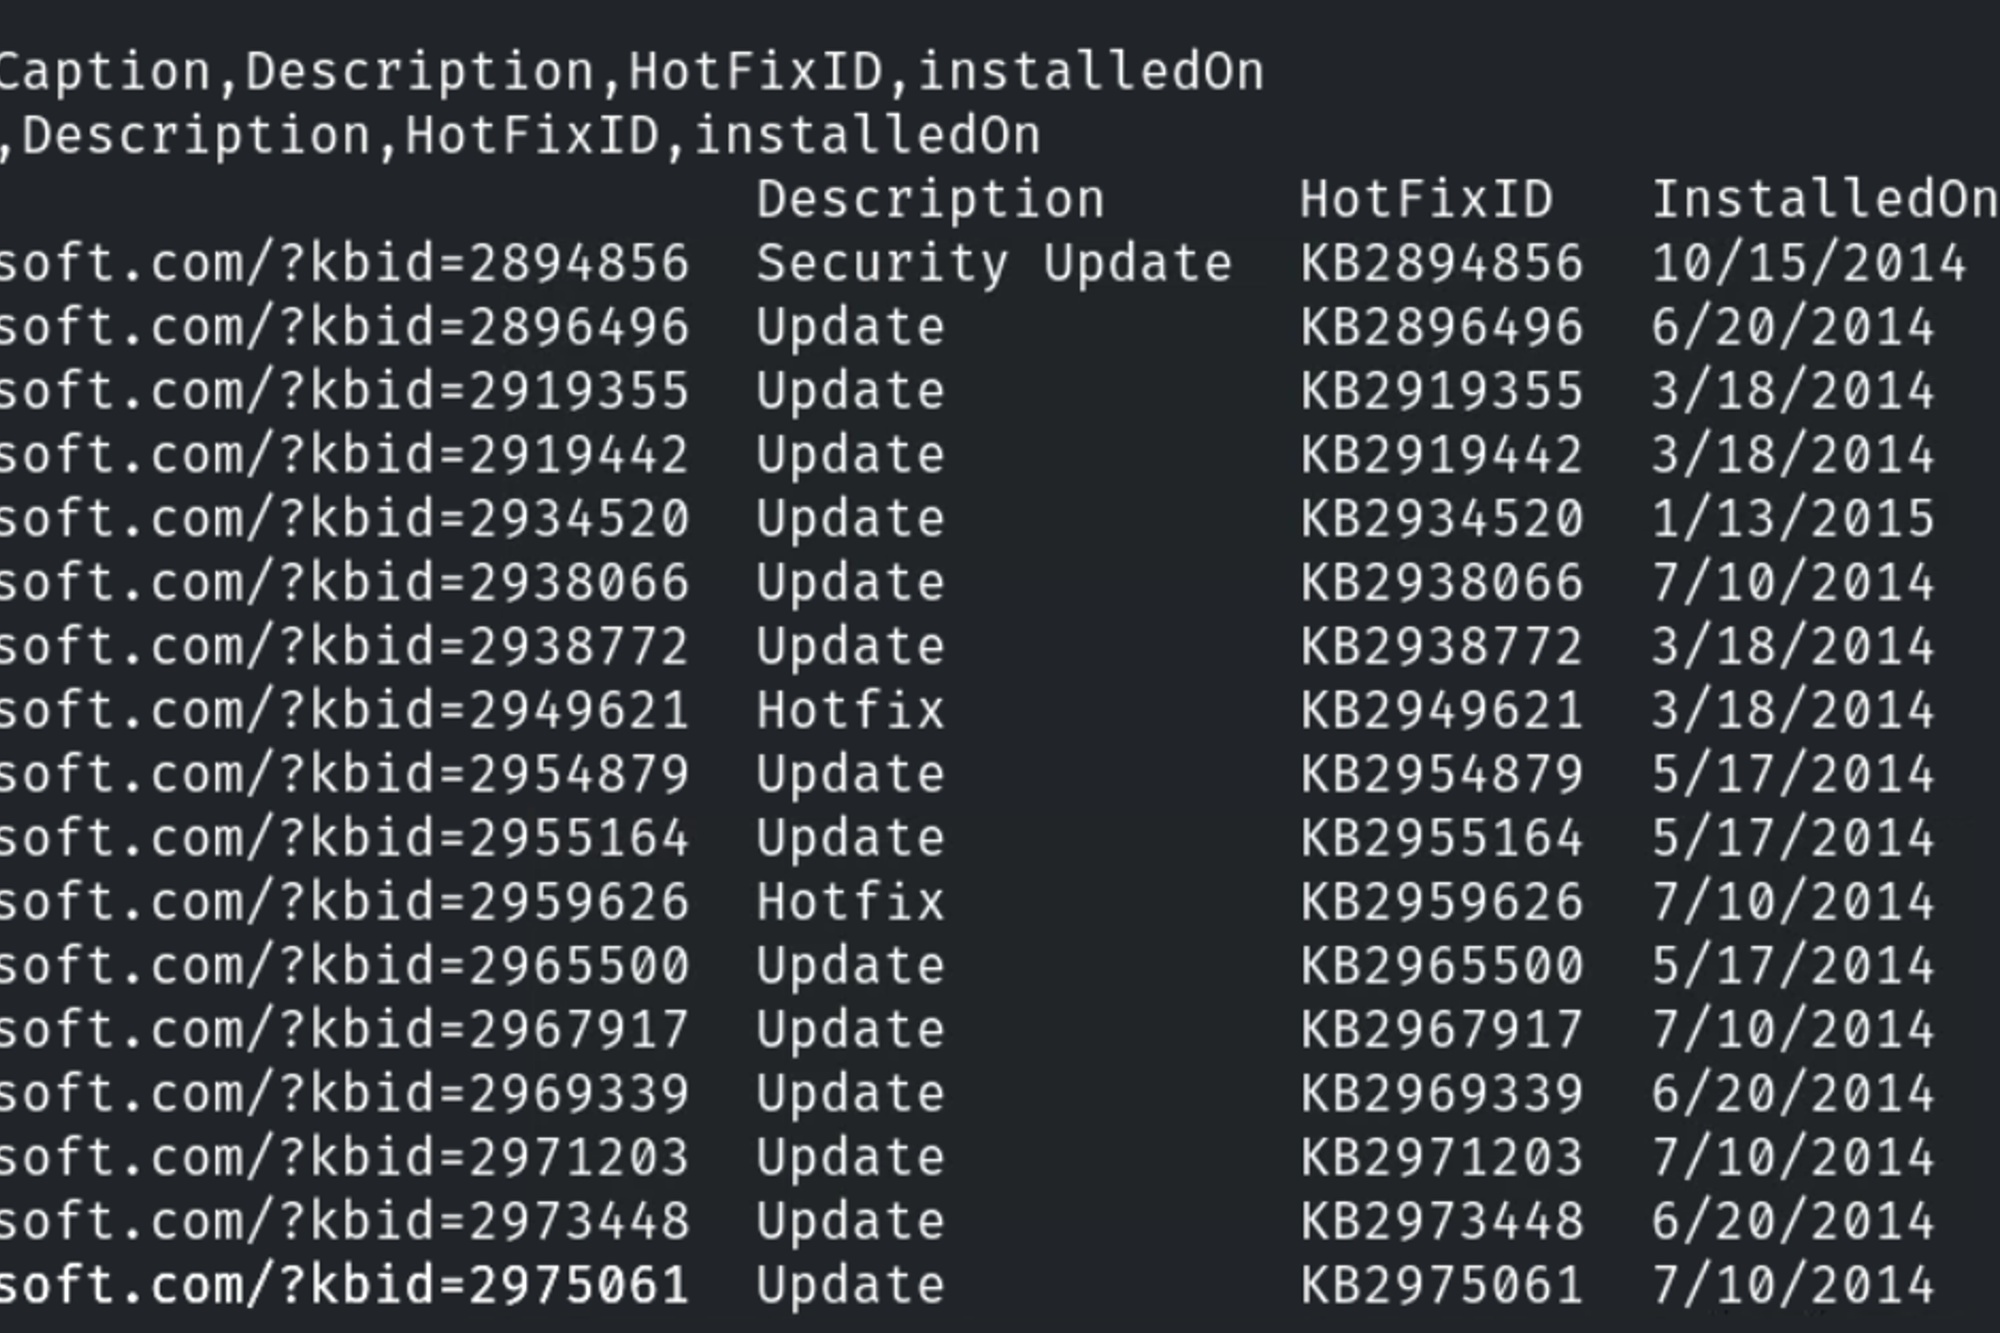 Caption,Description,HotFixID,installedOn
,Description,HotFixID,installedOn
Description HotFixID InstalledOn
soft.com/?kbid=2894856 Security Update KB2894856 10/15/2014
soft.com/?kbid=2896496 Update KB2896496 6/20/2014
soft.com/?kbid=2919355 Update KB2919355 3/18/2014
soft.com/?kbid=2919442 Update KB2919442 3/18/2014
soft.com/?kbid=2934520 Update KB2934520 1/13/2015
soft.com/?kbid=2938066 Update KB2938066 7/10/2014
soft.com/?kbid=2938772 Update KB2938772 3/18/2014
soft.com/?kbid=2949621 Hotfix KB2949621 3/18/2014
soft.com/?kbid=2954879 Update KB2954879 5/17/2014
soft.com/?kbid=2955164 Update KB2955164 5/17/2014
soft.com/?kbid=2959626 Hotfix KB2959626 7/10/2014
soft.com/?kbid=2965500 Update KB2965500 5/17/2014
soft.com/?kbid=2967917 Update KB2967917 7/10/2014
soft.com/?kbid=2969339 Update KB2969339 6/20/2014
soft.com/?kbid=2971203 Update KB2971203 7/10/2014
soft.com/?kbid=2973448 Update KB2973448 6/20/2014
soft.com/?kbid=2975061 Update KB2975061 7/10/2014